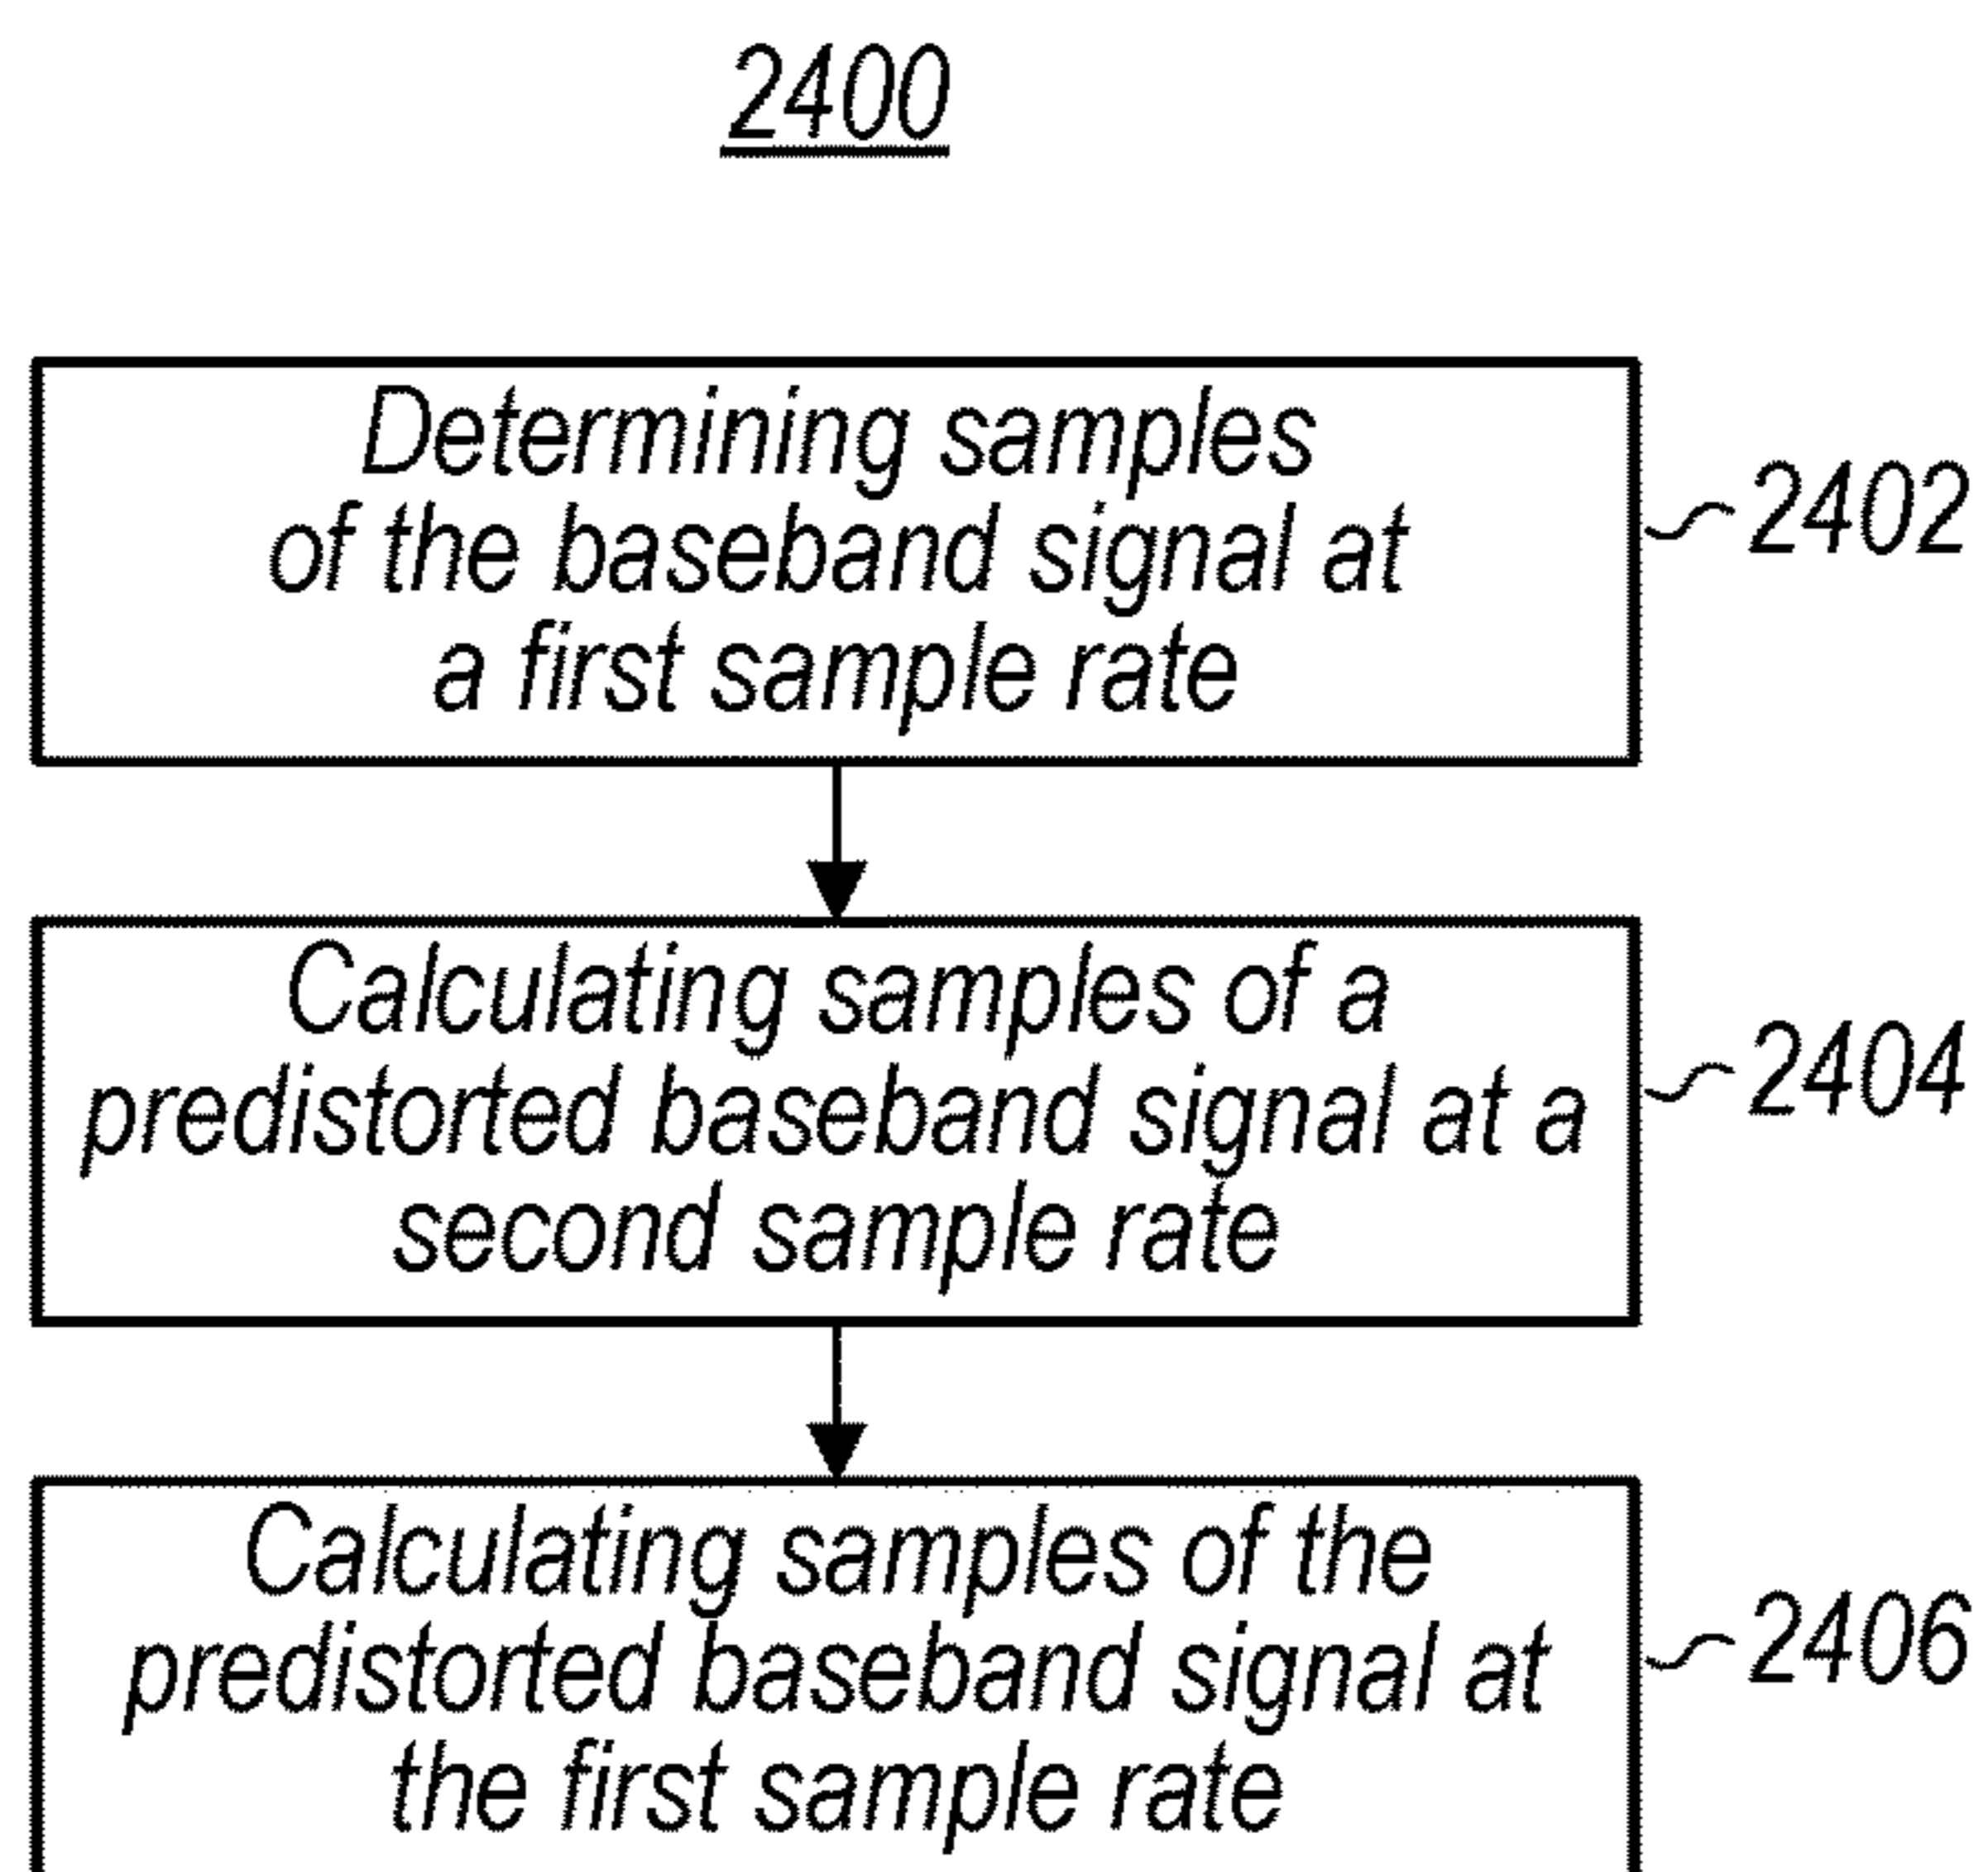 2400
Determining samples
of the baseband signal at
a first sample rate
2402
Calculating samples of a
predistorted baseband signal at a
second sample rate
2404
Calculating samples of the
predistorted baseband signal at
the first sample rate
2406